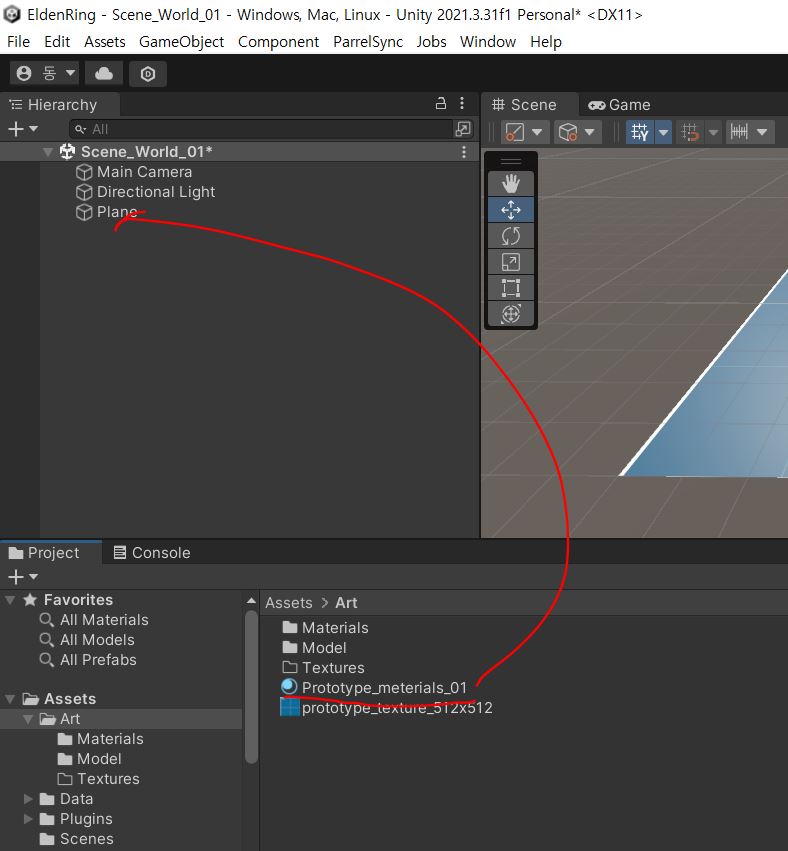 EldenRing - Scene_World_01 - Windows, Mac, Linux - Unity 2021.3.31f1 Personal* <DX11>
File Edit Assets GameObject Component ParrelSync Jobs Window Help
동
Hierarchy
All
Scene_World_01*
Main Camera
Directional Light
Plane
Scene Game
Project Console
Favorites
All Materials
All Models
All Prefabs
Assets
Art
Materials
Model
Textures
Data
Plugins
Scenes
Assets > Art
Materials
Model
Textures
Prototype_meterials_01
prototype_texture_512x512